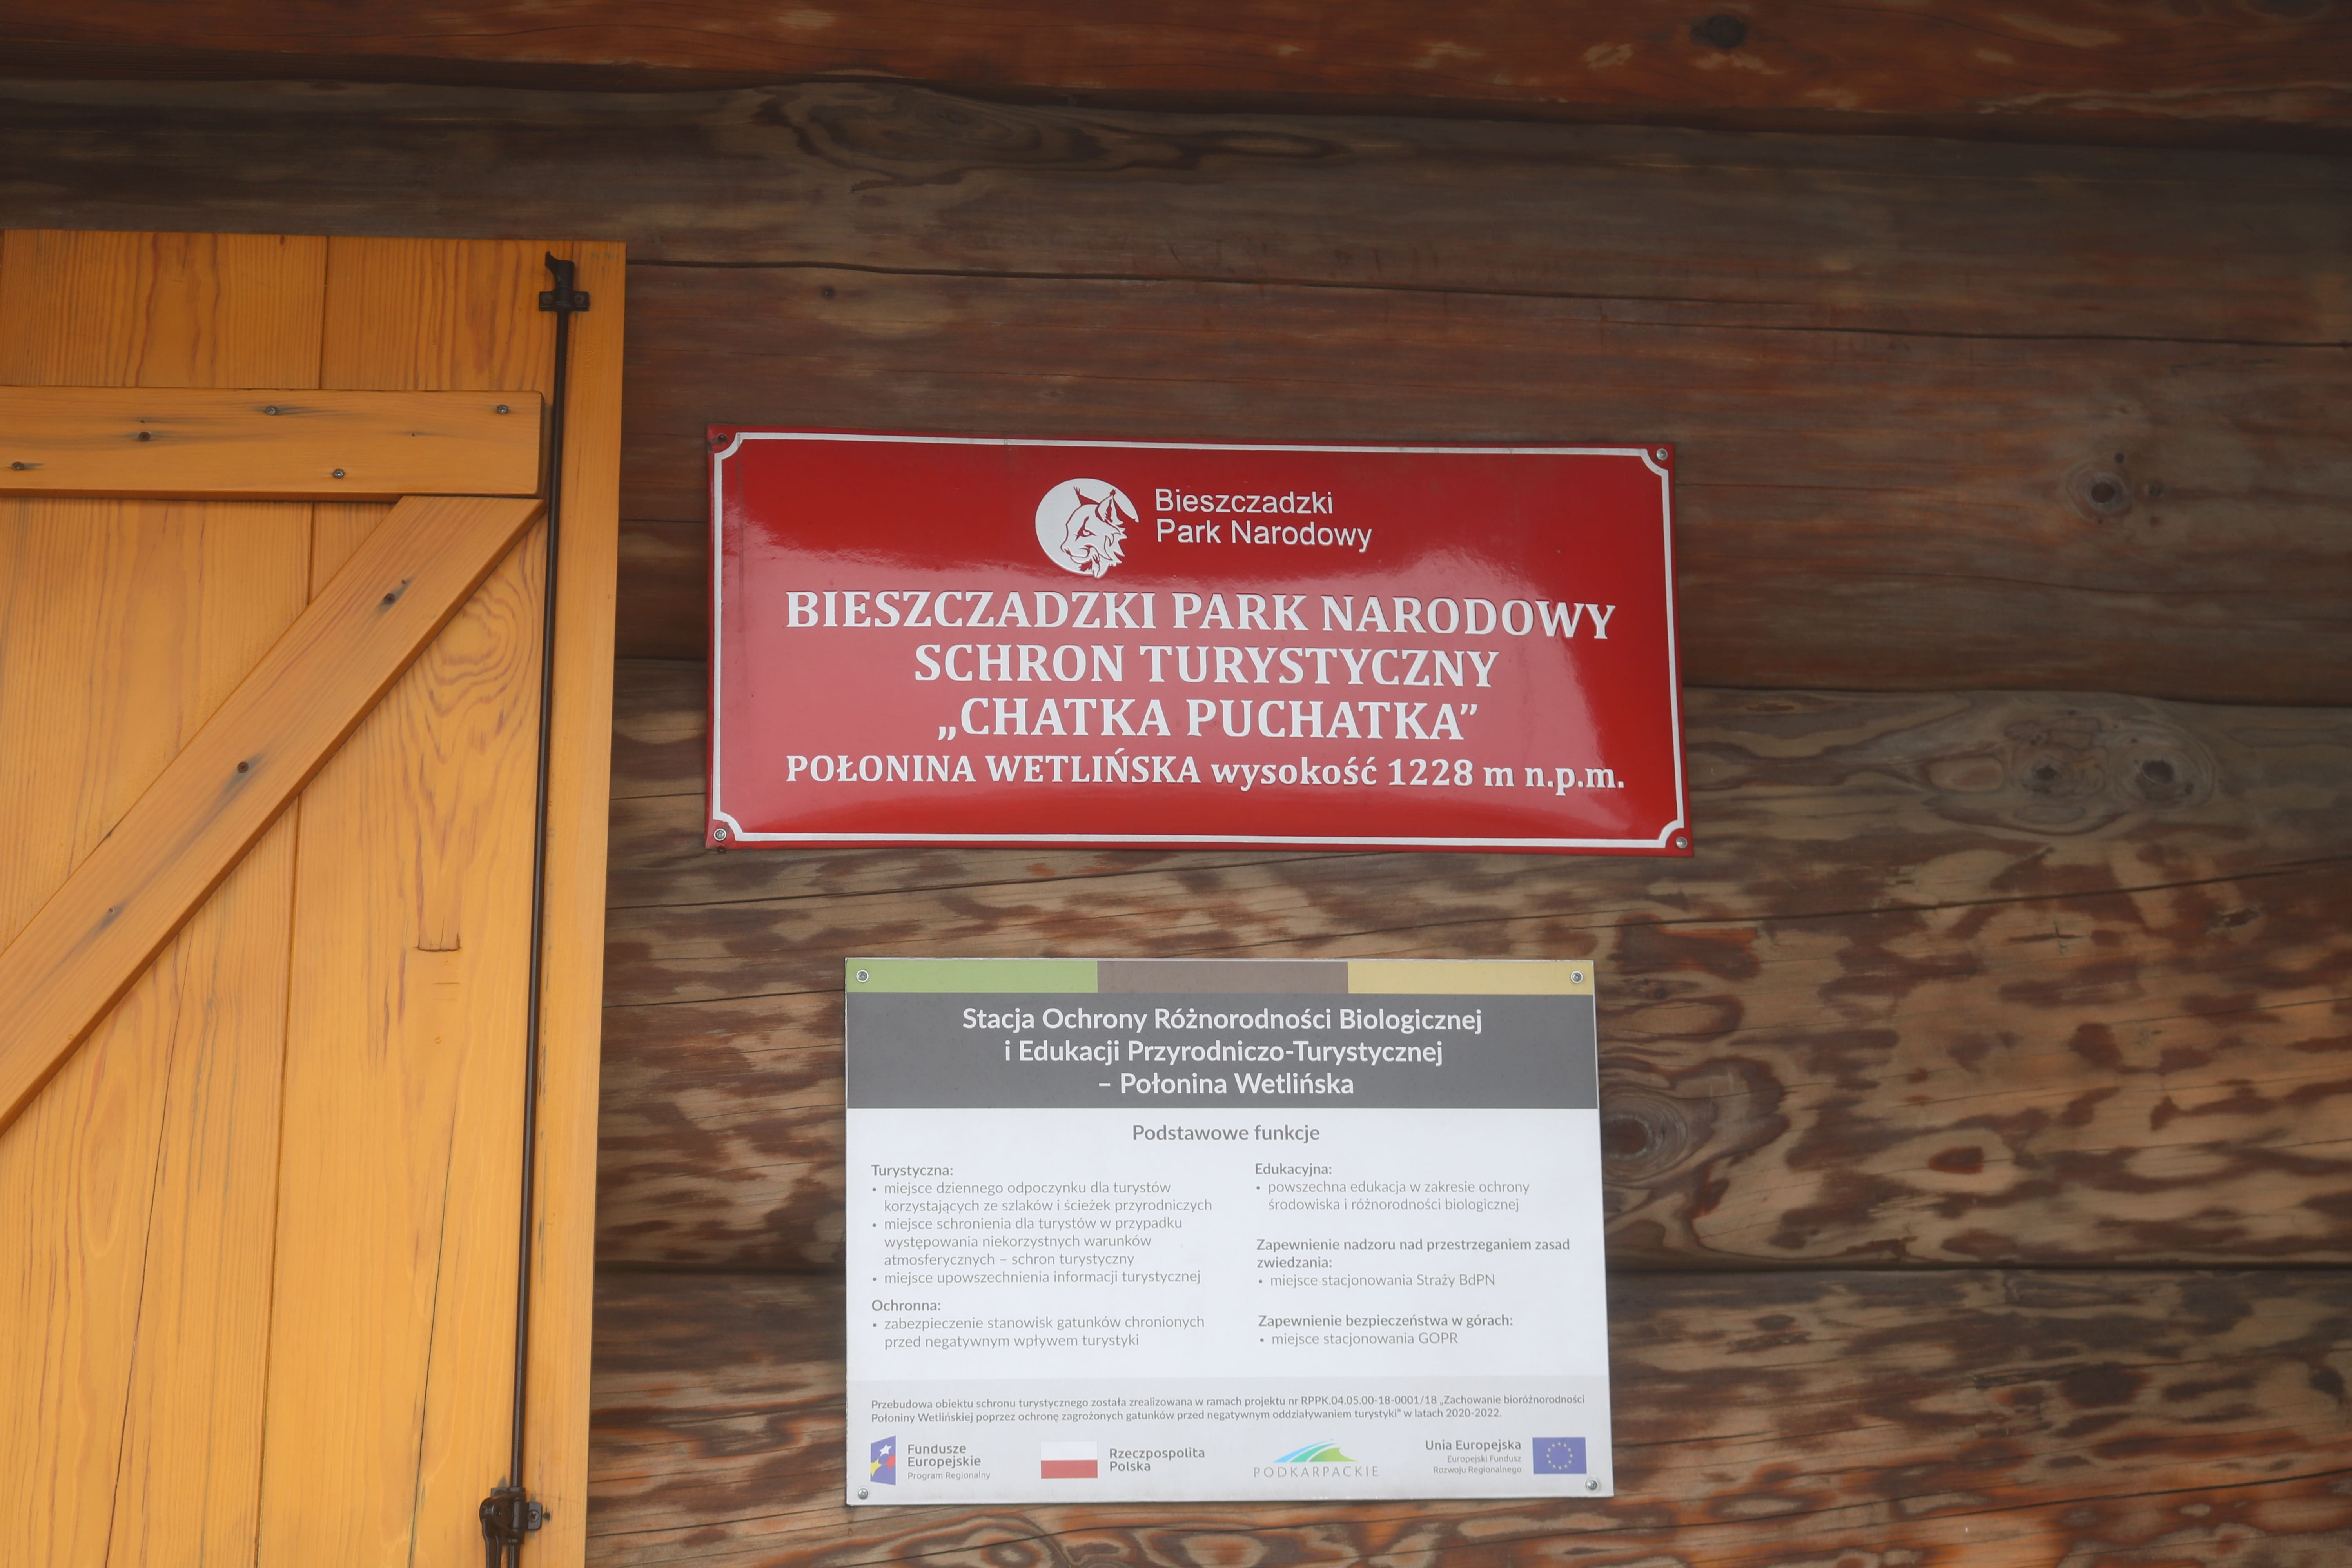 Bieszczadzki
Park Narodowy
BIESZCZADZKI PARK NARODOWY
SCHRON TURYSTYCZNY
„CHATKA PUCHATKA”
POŁONINA WETLIŃSKA wysokość 1228 m n.p.m.
Stacja Ochrony Różnorodności Biologicznej
i Edukacji Przyrodniczo-Turystycznej
– Połonina Wetlińska
Podstawowe funkcje
Turystyczna:
• miejsce dziennego odpoczynku dla turystów
korzystających ze szlaków i ścieżek przyrodniczych
• miejsce schronienia dla turystów w przypadku
występowania niekorzystnych warunków
atmosferycznych – schron turystyczny
• miejsce upowszechnienia informacji turystycznej
Ochronna:
• zabezpieczenie stanowisk gatunków chronionych
przed negatywnym wpływem turystyki
Edukacyjna:
• powszechna edukacja w zakresie ochrony
środowiska i różnorodności biologicznej
Zapewnienie nadzoru nad przestrzeganiem zasad
zwiedzania:
• miejsce stacjonowania Straży BdPN
Zapewnienie bezpieczeństwa w górach:
• miejsce stacjonowania GOPR
Przebudowa obiektu schronu turystycznego została zrealizowana w ramach projektu nr RPPK.04.05.00-18-0001/18 „Zachowanie bioróżnorodności
Połoniny Wetlińskiej poprzez ochronę zagrożonych gatunków przed negatywnym oddziaływaniem turystyki” w latach 2020-2022.
Fundusze
Europejskie
Program Regionalny
Rzeczpospolita
Polska
PODKARPACKIE
Unia Europejska
Europejski Fundusz
Rozwoju Regionalnego